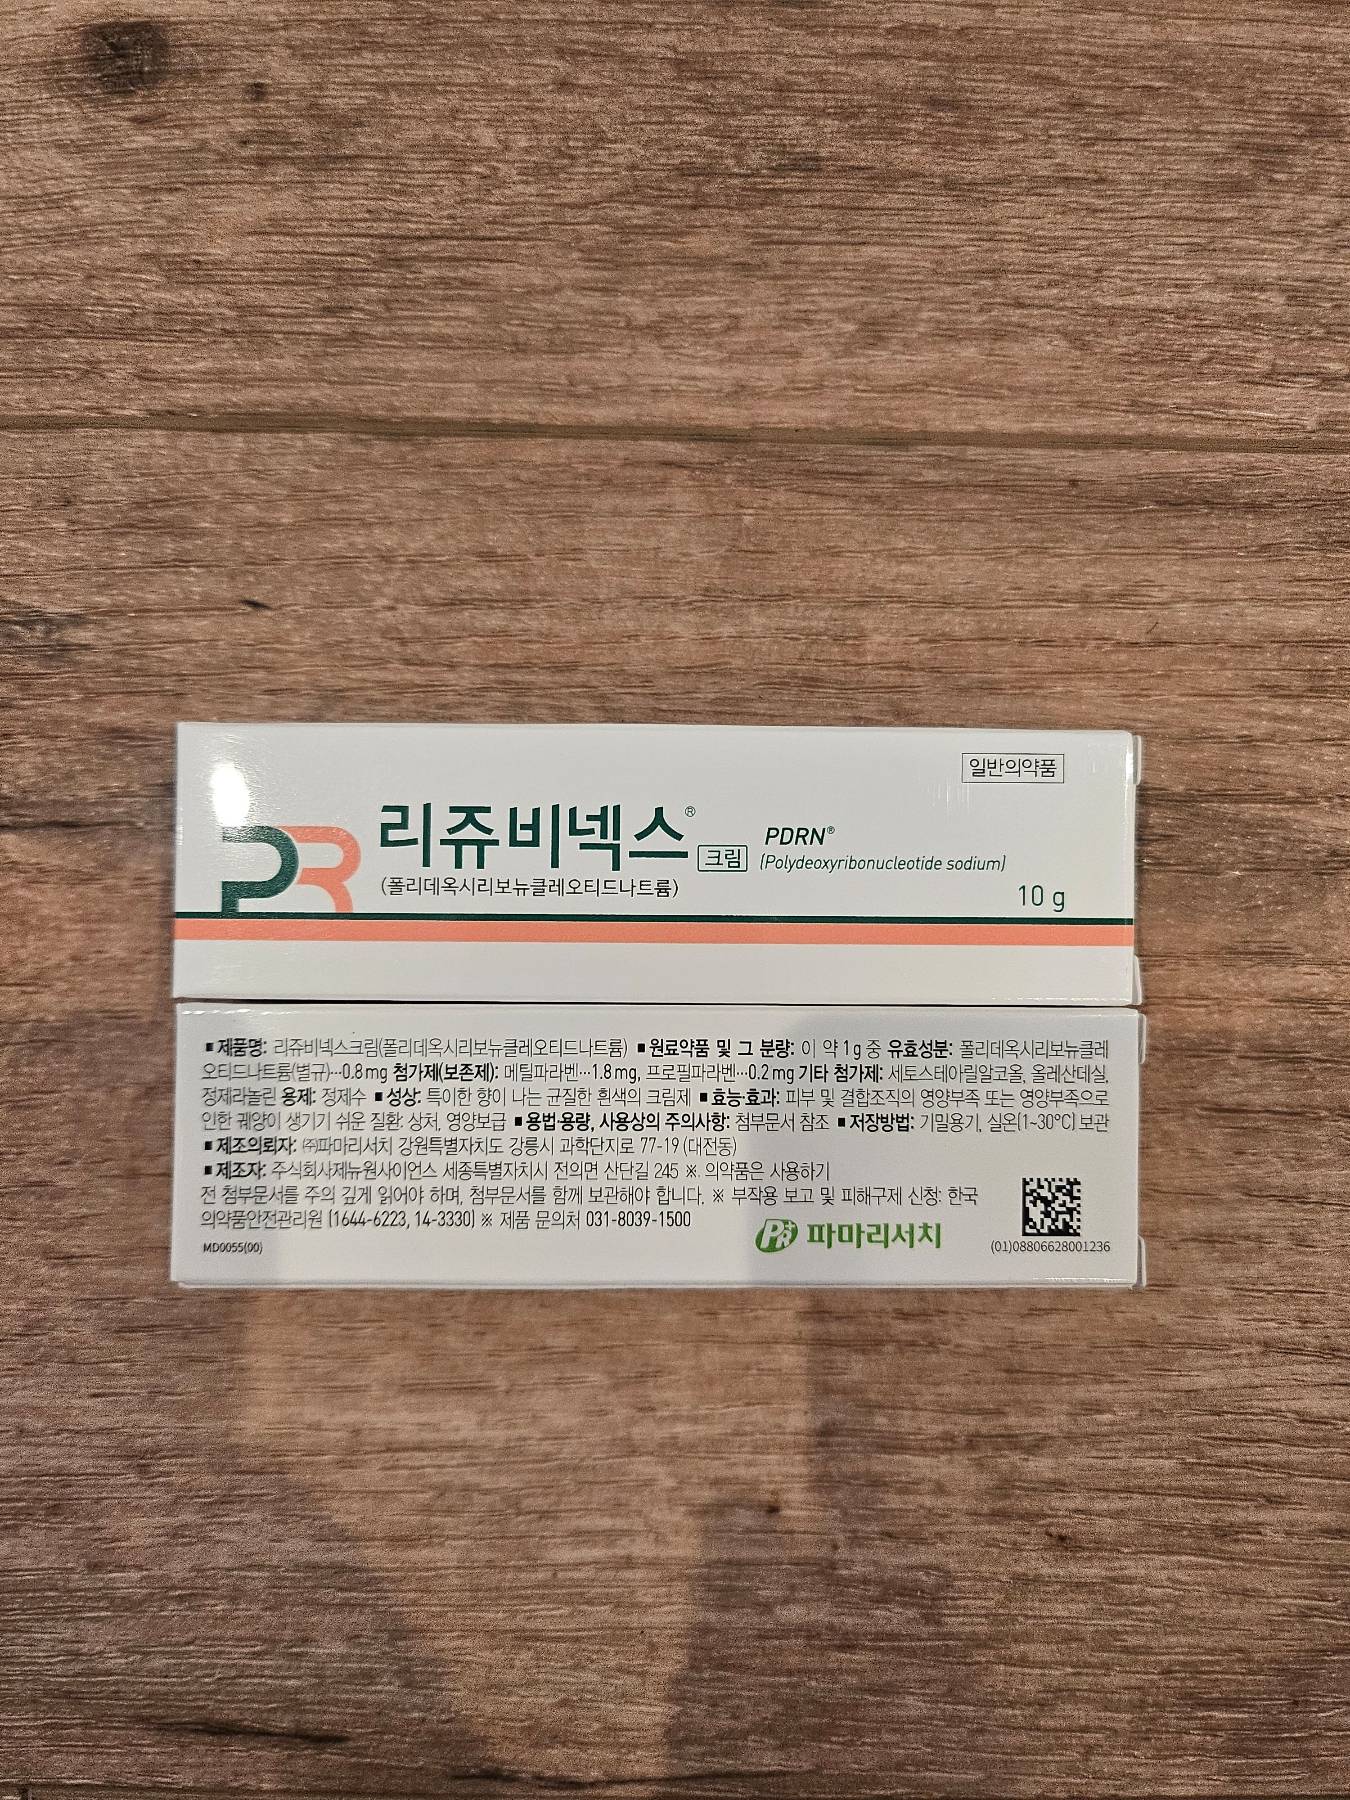 일반의약품
리쥬비넥스® 크림 PDRN®
(폴리데옥시리보뉴클레오티드나트륨) (Polydeoxyribonucleotide sodium)
10 g
PR
■ 제품명: 리쥬비넥스크림(폴리데옥시리보뉴클레오티드나트륨) ■ 원료약품 및 그 분량: 이 약 1g 중 유효성분: 폴리데옥시리보뉴클레
오티드나트륨(별규)···0.8mg 첨가제(보존제): 메틸파라벤···1.8mg, 프로필파라벤···0.2mg 기타 첨가제: 세토스테아릴알코올, 올레산데실,
정제라놀린 용제: 정제수 ■ 성상: 특이한 향이 나는 균질한 흰색의 크림제 ■ 효능·효과: 피부 및 결합조직의 영양부족 또는 영양부족으로
인한 궤양이 생기기 쉬운 질환: 상처, 영양보급 ■ 용법·용량, 사용상의 주의사항: 첨부문서 참조 ■ 저장방법: 기밀용기, 실온(1~30°C) 보관
■ 제조의뢰자: ㈜파마리서치 강원특별자치도 강릉시 과학단지로 77-19 (대전동)
■ 제조자: 주식회사제뉴원사이언스 세종특별자치시 전의면 산단길 245 ※ 의약품은 사용하기
전 첨부문서를 주의 깊게 읽어야 하며, 첨부문서를 함께 보관해야 합니다. ※ 부작용 보고 및 피해구제 신청: 한국
의약품안전관리원 (1644-6223, 14-3330) ※ 제품 문의처 031-8039-1500
PR 파마리서치
MD0055(00)
(01)08806628001236